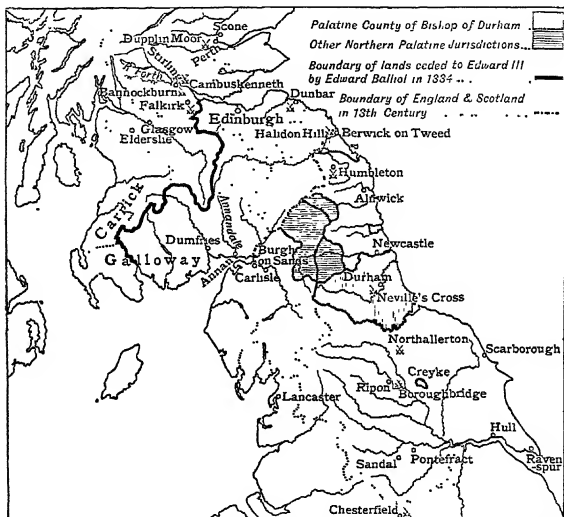 Palatine County of Bishop of Durham
Other Northern Palatine Jurisdictions...
Boundary of lands ceded to Edward III
by Edward Balliol in 1334 ...
Boundary of England & Scotland
in 13th Century . . . .
Scone
Dupplin Moor
Perth
Stirling
R. Forth
Cambuskenneth
Bannockburn
Falkirk
Dunbar
Edinburgh ...
Glasgow
Elderslie
Halidon Hill
Berwick on Tweed
Humbleton
Alnwick
Carrick
Annandale
Dumfries
Galloway
Annan
Burgh
on Sands
Carlisle
Newcastle
Durham
Neville's Cross
Northallerton
Scarborough
Creyke
Ripon
Boroughbridge
Lancaster
Hull
Sandal
Pontefract
Raven
-spur
Chesterfield